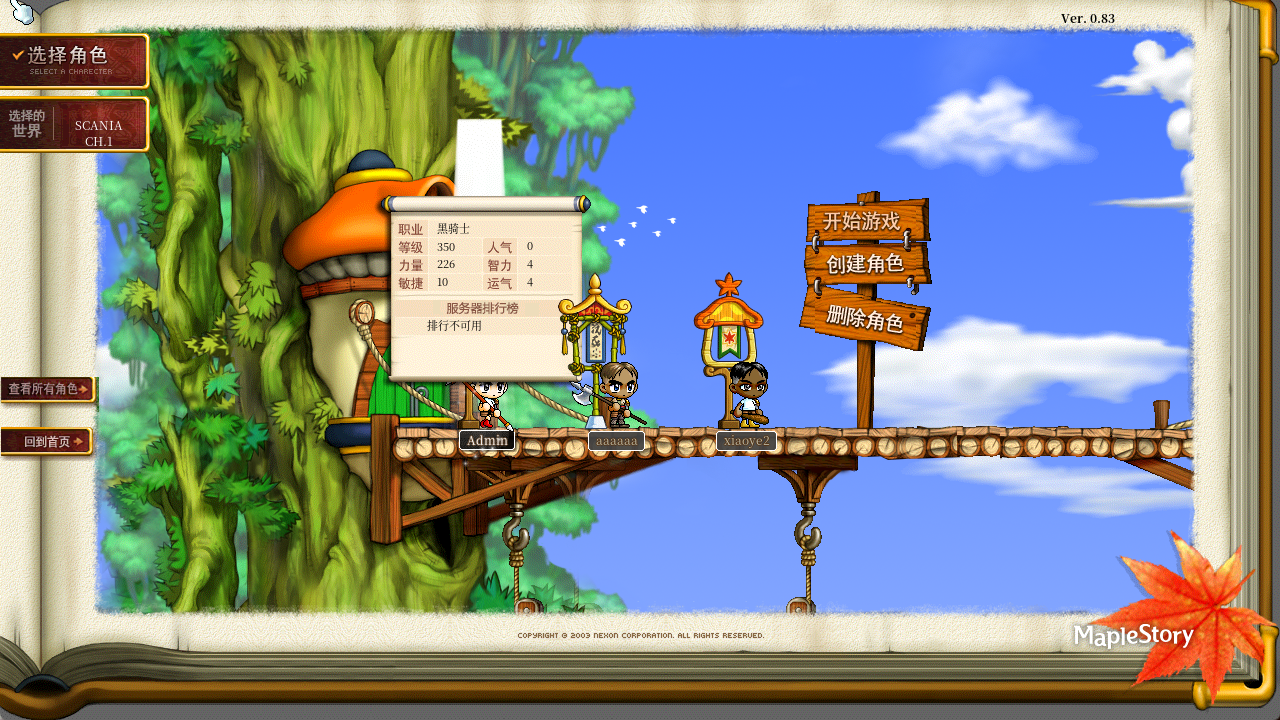 Ver. 0.83
选择角色
SELECT A CHARECTER
选择的
世界
SCANIA
CH.1
职业 黑骑士
等级 350 人气 0
力量 226 智力 4
敏捷 10 运气 4
服务器排行榜
排行不可用
开始游戏
创建角色
删除角色
查看所有角色
回到首页
Admin
aaaaaa
xiaoye2
COPYRIGHT © 2003 NEXON CORPORATION. ALL RIGHTS RESERVED.
MapleStory